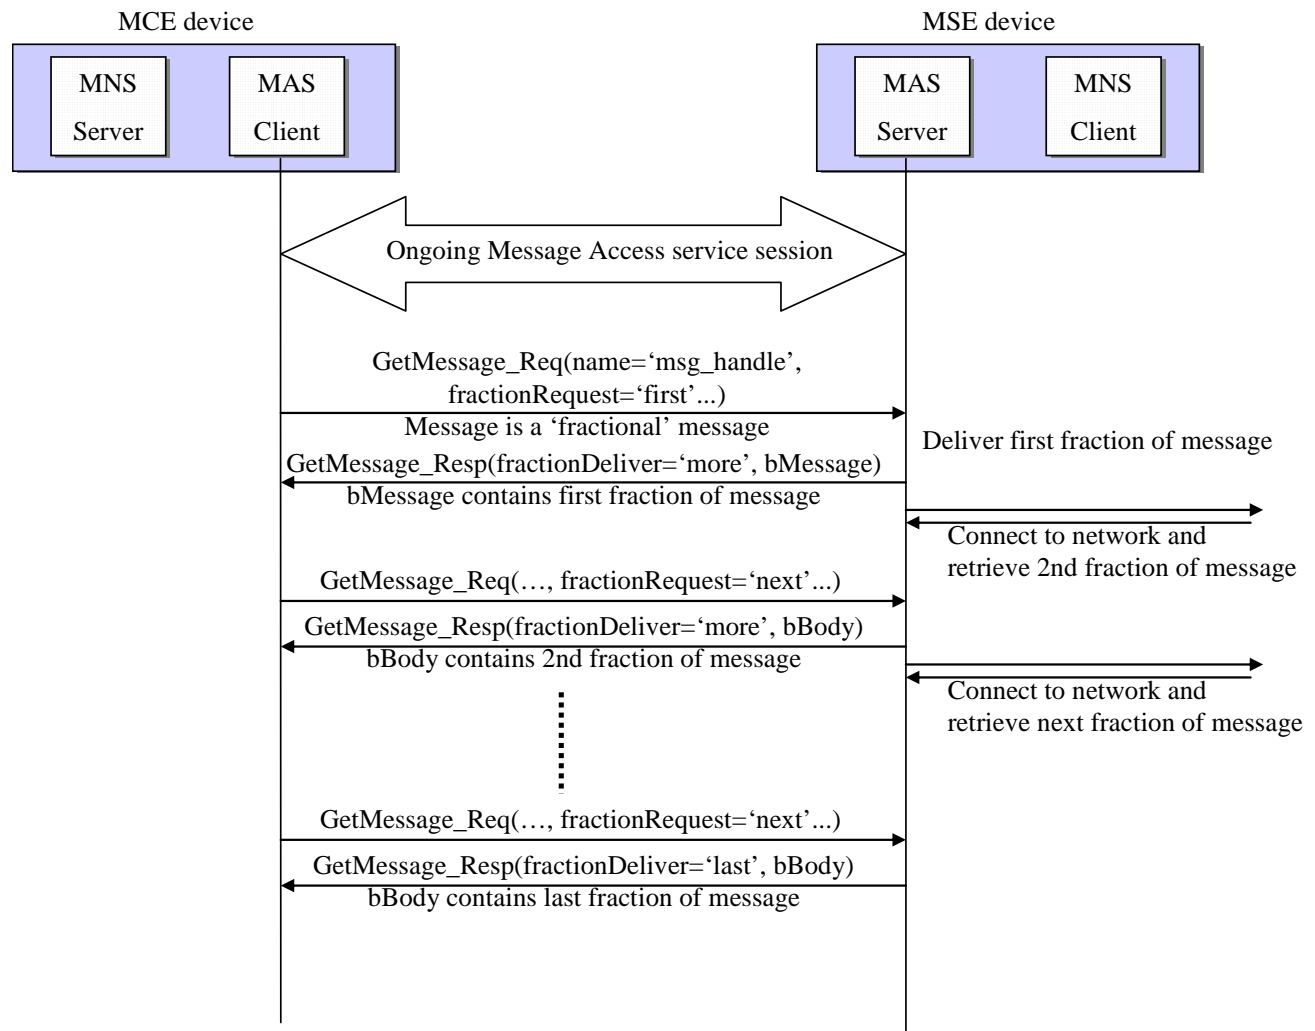 MCE device
MSE device
MNS
Server
MAS
Client
MAS
Server
MNS
Client
Ongoing Message Access service session
GetMessage_Req(name=‘msg_handle’,
fractionRequest=‘first’...)
Message is a ‘fractional’ message
Deliver first fraction of message
GetMessage_Resp(fractionDeliver=‘more’, bMessage)
bMessage contains first fraction of message
Connect to network and
retrieve 2nd fraction of message
GetMessage_Req(…, fractionRequest=‘next’...)
GetMessage_Resp(fractionDeliver=‘more’, bBody)
bBody contains 2nd fraction of message
Connect to network and
retrieve next fraction of message
GetMessage_Req(…, fractionRequest=‘next’...)
GetMessage_Resp(fractionDeliver=‘last’, bBody)
bBody contains last fraction of message